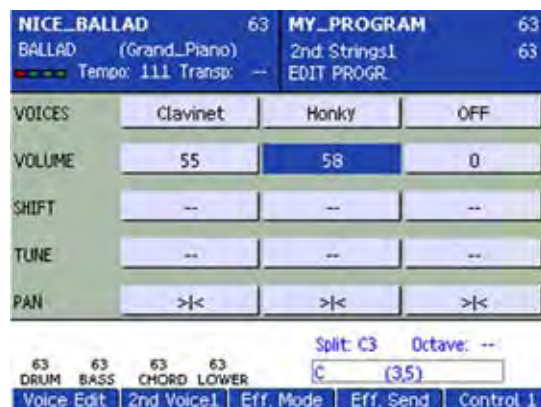 NICE_BALLAD 63 MY_PROGRAM 63
BALLAD (Grand_Piano) 2nd: Strings1 63
Tempo: 111 Transp: -- EDIT PROGR.
VOICES Clavinet Honky OFF
VOLUME 55 58 0
SHIFT -- -- --
TUNE -- -- --
PAN >|< >|< >|<
Split: C3 Octave: --
63 63 63 63
DRUM BASS CHORD LOWER C (3,5)
Voice Edit 2nd Voice1 Eff. Mode Eff. Send Control 1